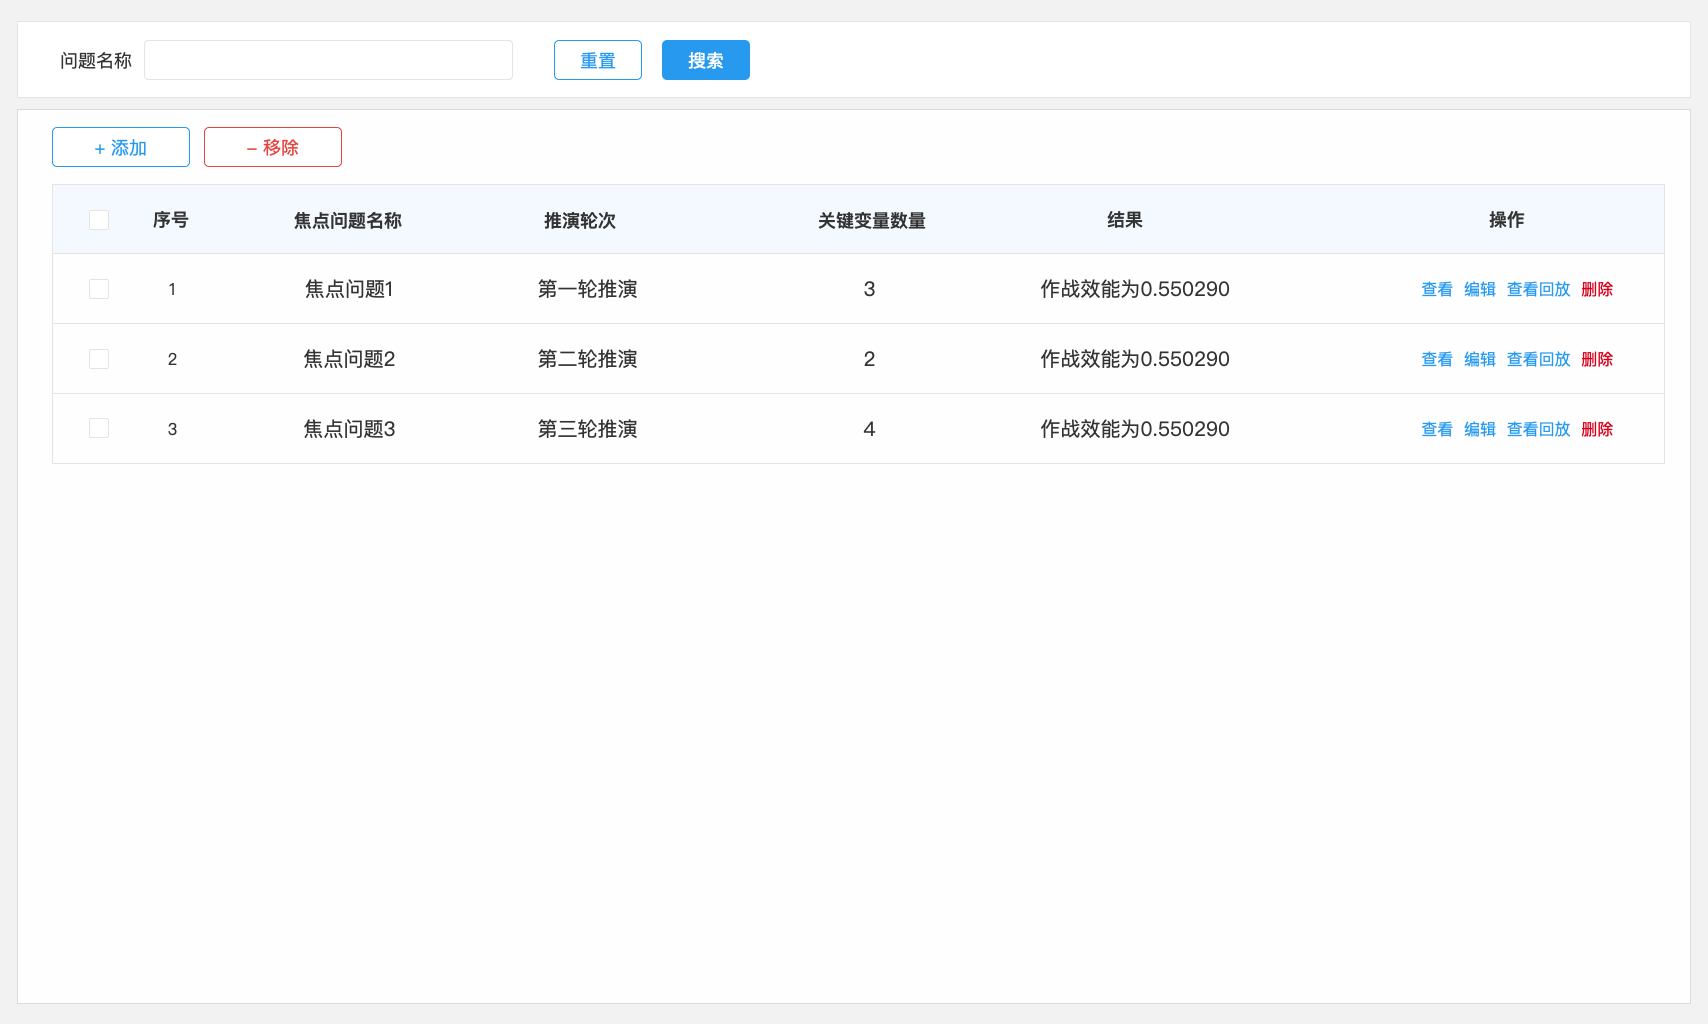 问题名称 重置 搜索
+ 添加 – 移除
序号 焦点问题名称 推演轮次 关键变量数量 结果 操作
1 焦点问题1 第一轮推演 3 作战效能为0.550290 查看 编辑 查看回放 删除
2 焦点问题2 第二轮推演 2 作战效能为0.550290 查看 编辑 查看回放 删除
3 焦点问题3 第三轮推演 4 作战效能为0.550290 查看 编辑 查看回放 删除